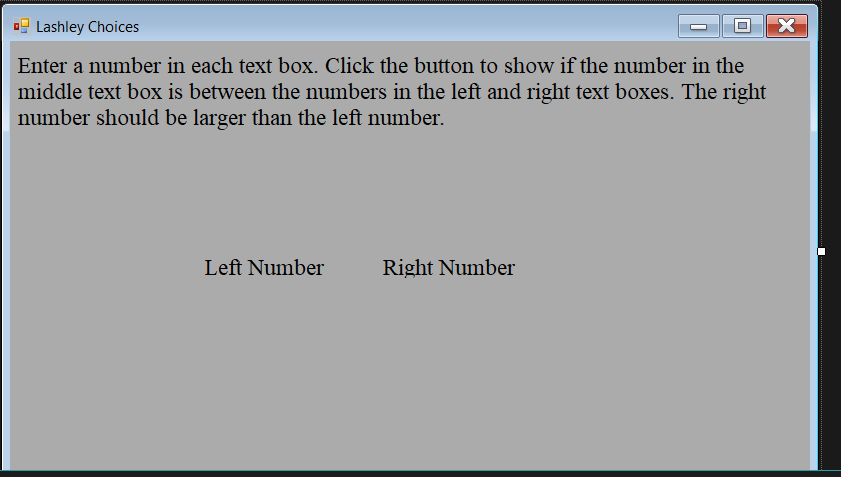 Lashley Choices
Enter a number in each text box. Click the button to show if the number in the
middle text box is between the numbers in the left and right text boxes. The right
number should be larger than the left number.
Left Number Right Number